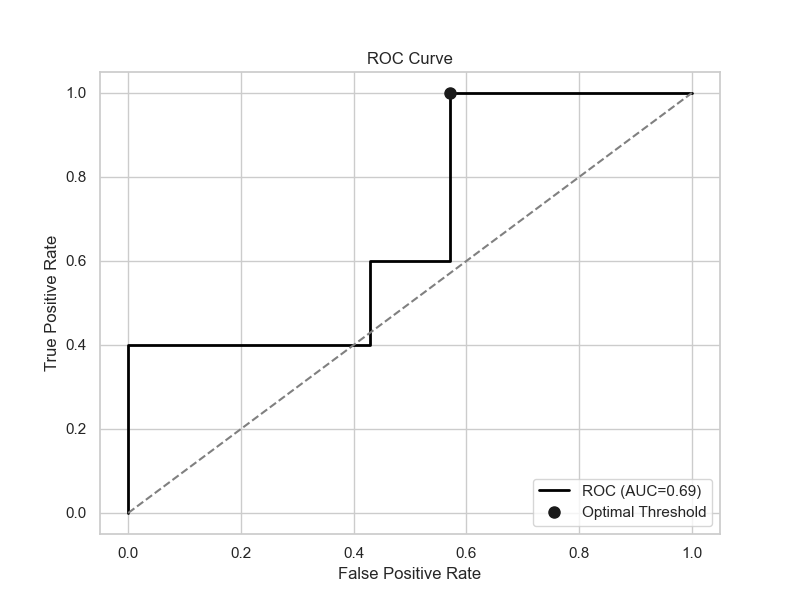 ROC Curve
True Positive Rate
1.0
0.8
0.6
0.4
0.2
0.0
0.0 0.2 0.4 0.6 0.8 1.0
False Positive Rate
ROC (AUC=0.69)
Optimal Threshold